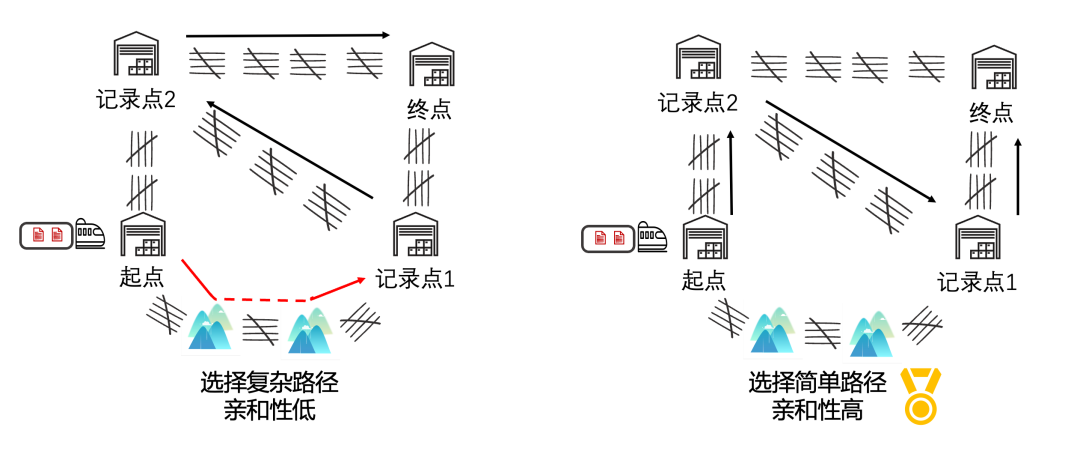 记录点2
终点
起点
记录点1
选择复杂路径
亲和性低
记录点2
终点
起点
记录点1
选择简单路径
亲和性高